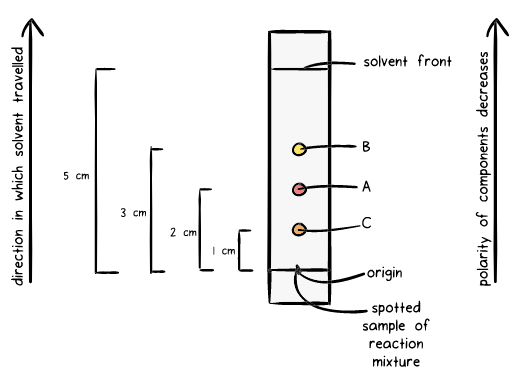 direction in which solvent travelled
5 cm
3 cm
2 cm
1 cm
solvent front
B
A
C
origin
spotted
sample of
reaction
mixture
polarity of components decreases